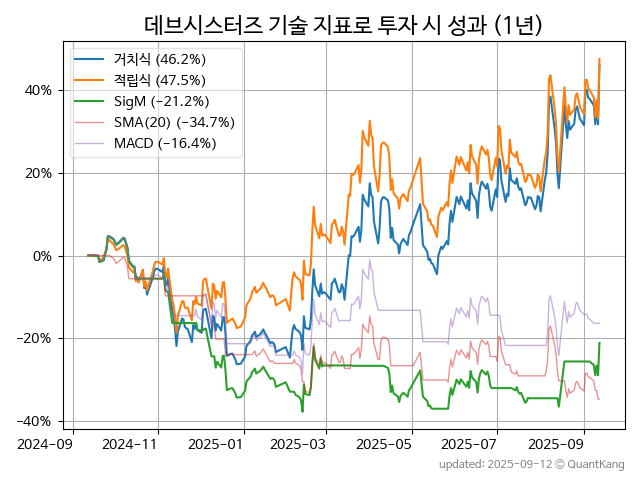 데브시스터즈 기술 지표로 투자 시 성과 (1년)
거치식 (46.2%)
적립식 (47.5%)
SigM (−21.2%)
SMA(20) (−34.7%)
MACD (−16.4%)
40%
20%
0%
−20%
−40%
2024-09 2024-11 2025-01 2025-03 2025-05 2025-07 2025-09
updated: 2025-09-12 © QuantKang